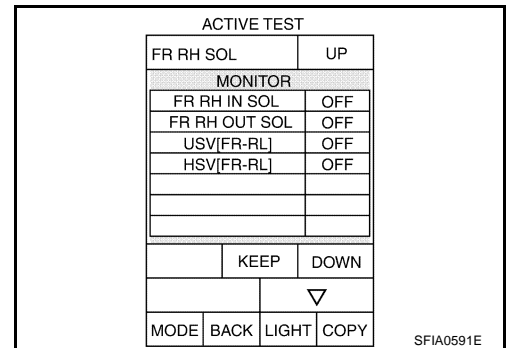 ACTIVE TEST
FR RH SOL UP
MONITOR
FR RH IN SOL OFF
FR RH OUT SOL OFF
USV[FR-RL] OFF
HSV[FR-RL] OFF
KEEP DOWN
▽
MODE BACK LIGHT COPY
SFIA0591E